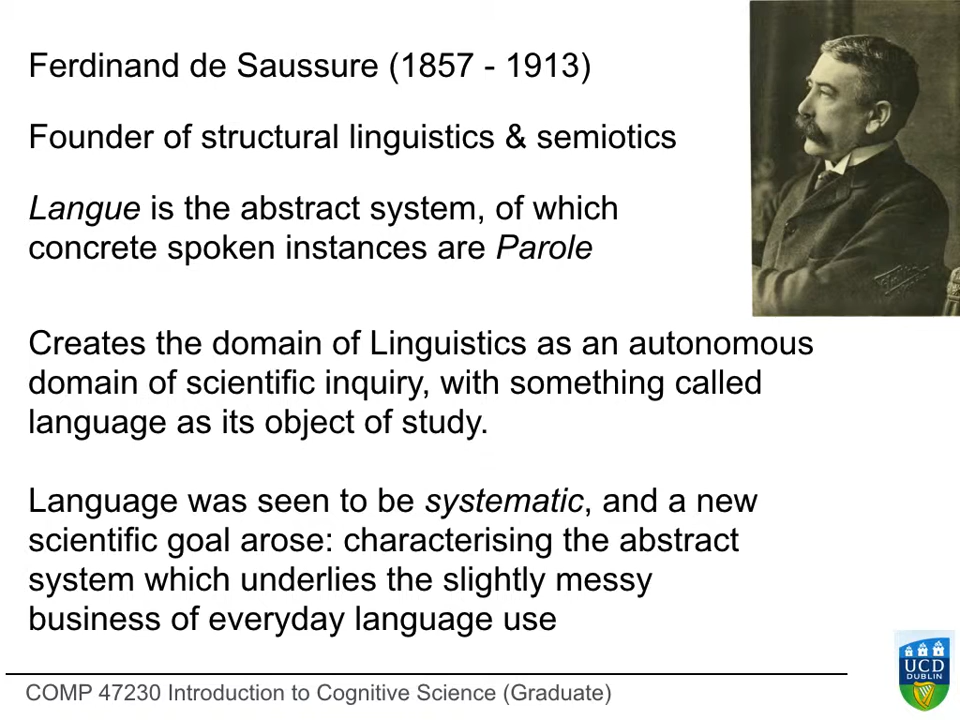 Ferdinand de Saussure (1857 - 1913)
Founder of structural linguistics & semiotics
Langue is the abstract system, of which
concrete spoken instances are Parole
Creates the domain of Linguistics as an autonomous
domain of scientific inquiry, with something called
language as its object of study.
Language was seen to be systematic, and a new
scientific goal arose: characterising the abstract
system which underlies the slightly messy
business of everyday language use
UCD
DUBLIN
COMP 47230 Introduction to Cognitive Science (Graduate)